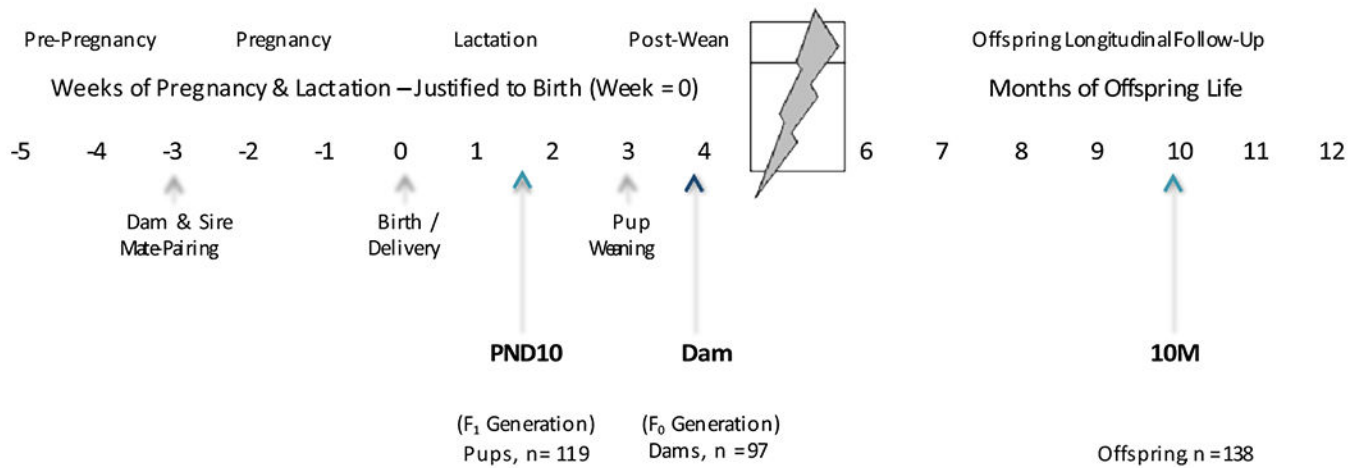 Pre-Pregnancy Pregnancy Lactation Post-Wean Offspring Longitudinal Follow-Up
Weeks of Pregnancy & Lactation – Justified to Birth (Week = 0) Months of Offspring Life
-5 -4 -3 -2 -1 0 1 2 3 4 6 7 8 9 10 11 12
Dam & Sire Birth / Pup
Mate-Pairing Delivery Weaning
PND10 Dam 10M
(F₁ Generation) (F₀ Generation)
Pups, n= 119 Dams, n =97 Offspring n =138